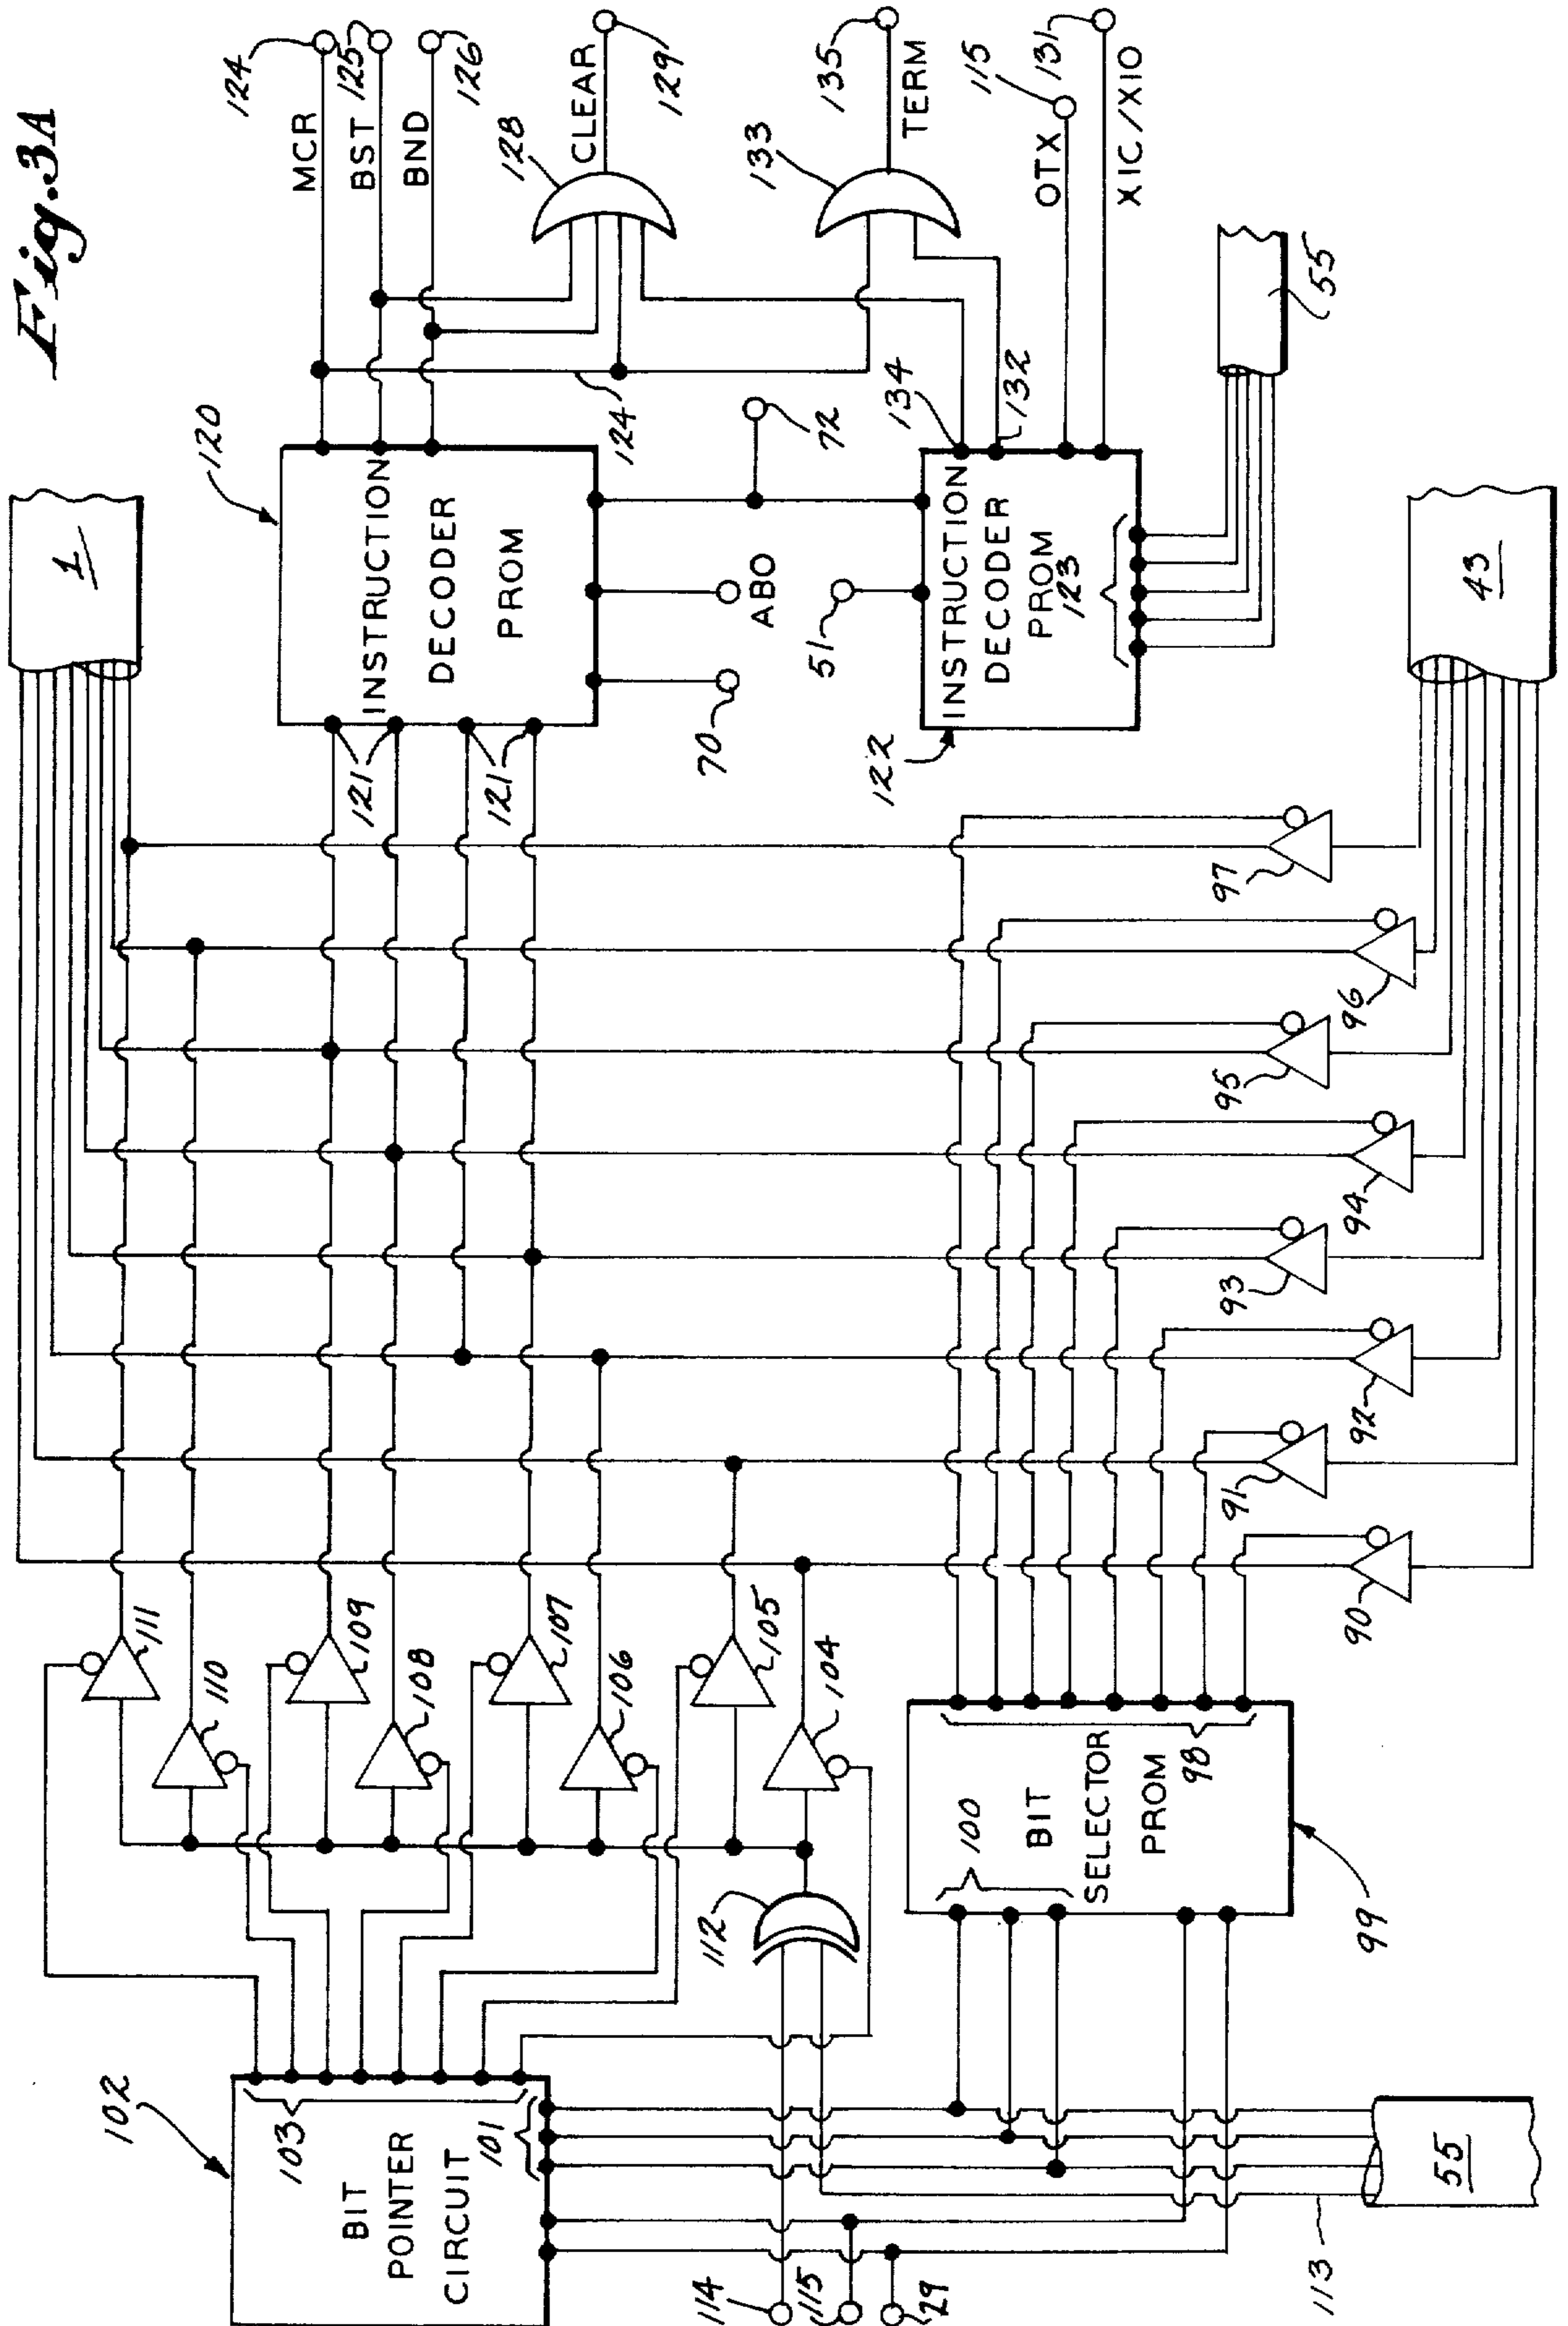 Fig. 3A
1
120
INSTRUCTION
DECODER
PROM
121
121
MCR
124
BST
125
BND
126
124
128
CLEAR
129
133
TERM
135
OTX
115
XIC/XIO
131
72
ABO
70
51
134
132
122
INSTRUCTION
DECODER
PROM
123
55
43
97
96
95
94
93
92
91
90
111
110
109
108
107
106
105
104
112
102
BIT
POINTER
CIRCUIT
103
101
100
BIT
SELECTOR
PROM
98
99
114
115
29
113
55